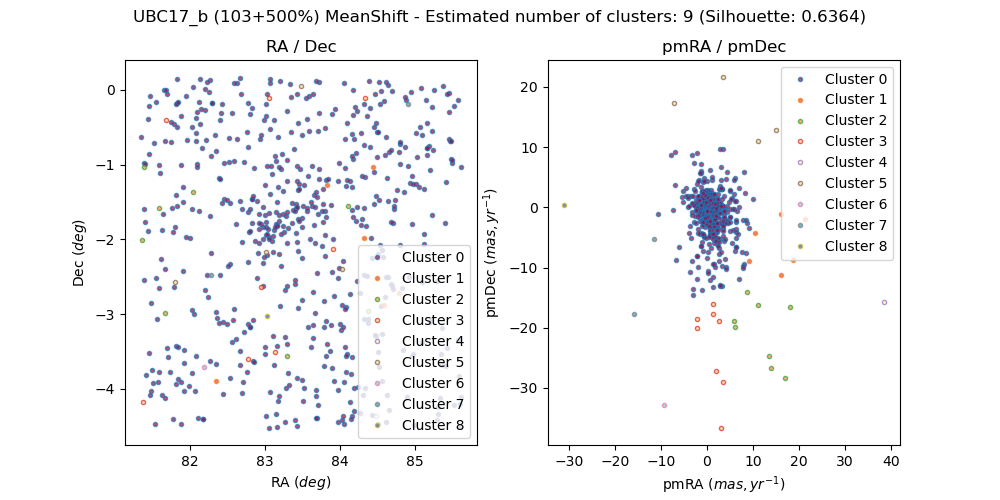 UBC17_b (103+500%) MeanShift - Estimated number of clusters: 9 (Silhouette: 0.6364)
RA / Dec
0
−1
−2
−3
−4
Dec (deg)
82
83
84
85
RA (deg)
Cluster 0
Cluster 1
Cluster 2
Cluster 3
Cluster 4
Cluster 5
Cluster 6
Cluster 7
Cluster 8
pmRA / pmDec
20
10
0
−10
−20
−30
pmDec (mas, yr⁻¹)
−30
−20
−10
0
10
20
30
40
pmRA (mas, yr⁻¹)
Cluster 0
Cluster 1
Cluster 2
Cluster 3
Cluster 4
Cluster 5
Cluster 6
Cluster 7
Cluster 8